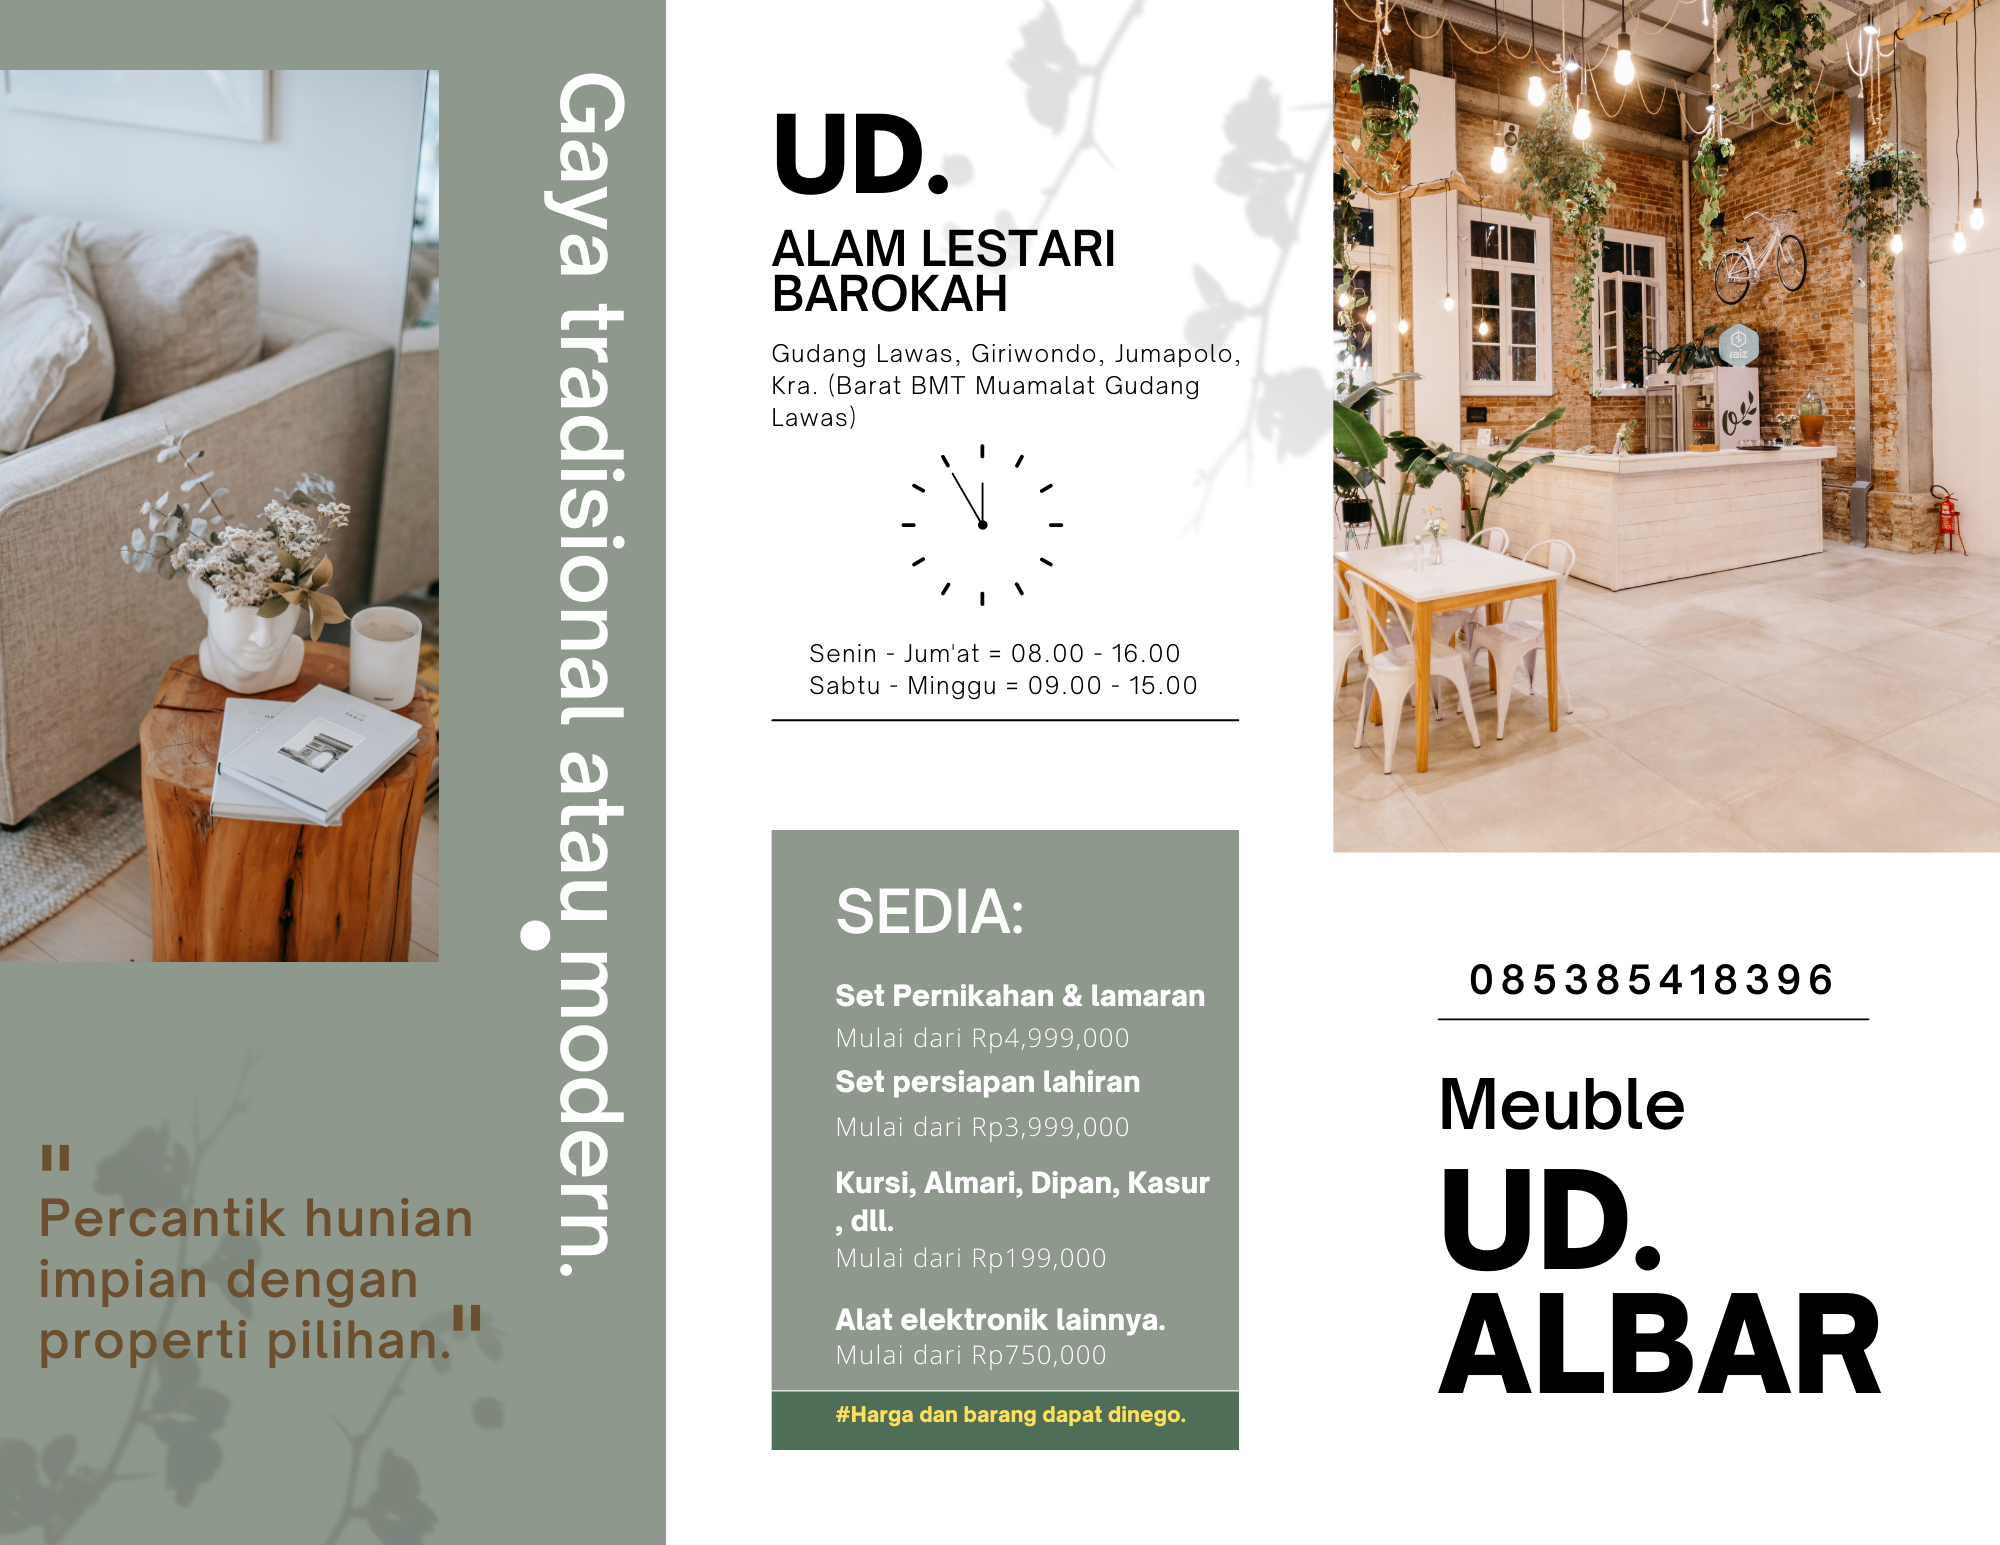 Gaya tradisional atau modern.
"
Percantik hunian
impian dengan
properti pilihan."
UD.
ALAM LESTARI
BAROKAH
Gudang Lawas, Giriwondo, Jumapolo,
Kra. (Barat BMT Muamalat Gudang
Lawas)
Senin - Jum'at = 08.00 - 16.00
Sabtu - Minggu = 09.00 - 15.00
SEDIA:
Set Pernikahan & lamaran
Mulai dari Rp4,999,000
Set persiapan lahiran
Mulai dari Rp3,999,000
Kursi, Almari, Dipan, Kasur
, dll.
Mulai dari Rp199,000
Alat elektronik lainnya.
Mulai dari Rp750,000
#Harga dan barang dapat dinego.
raiz
085385418396
Meuble
UD.
ALBAR